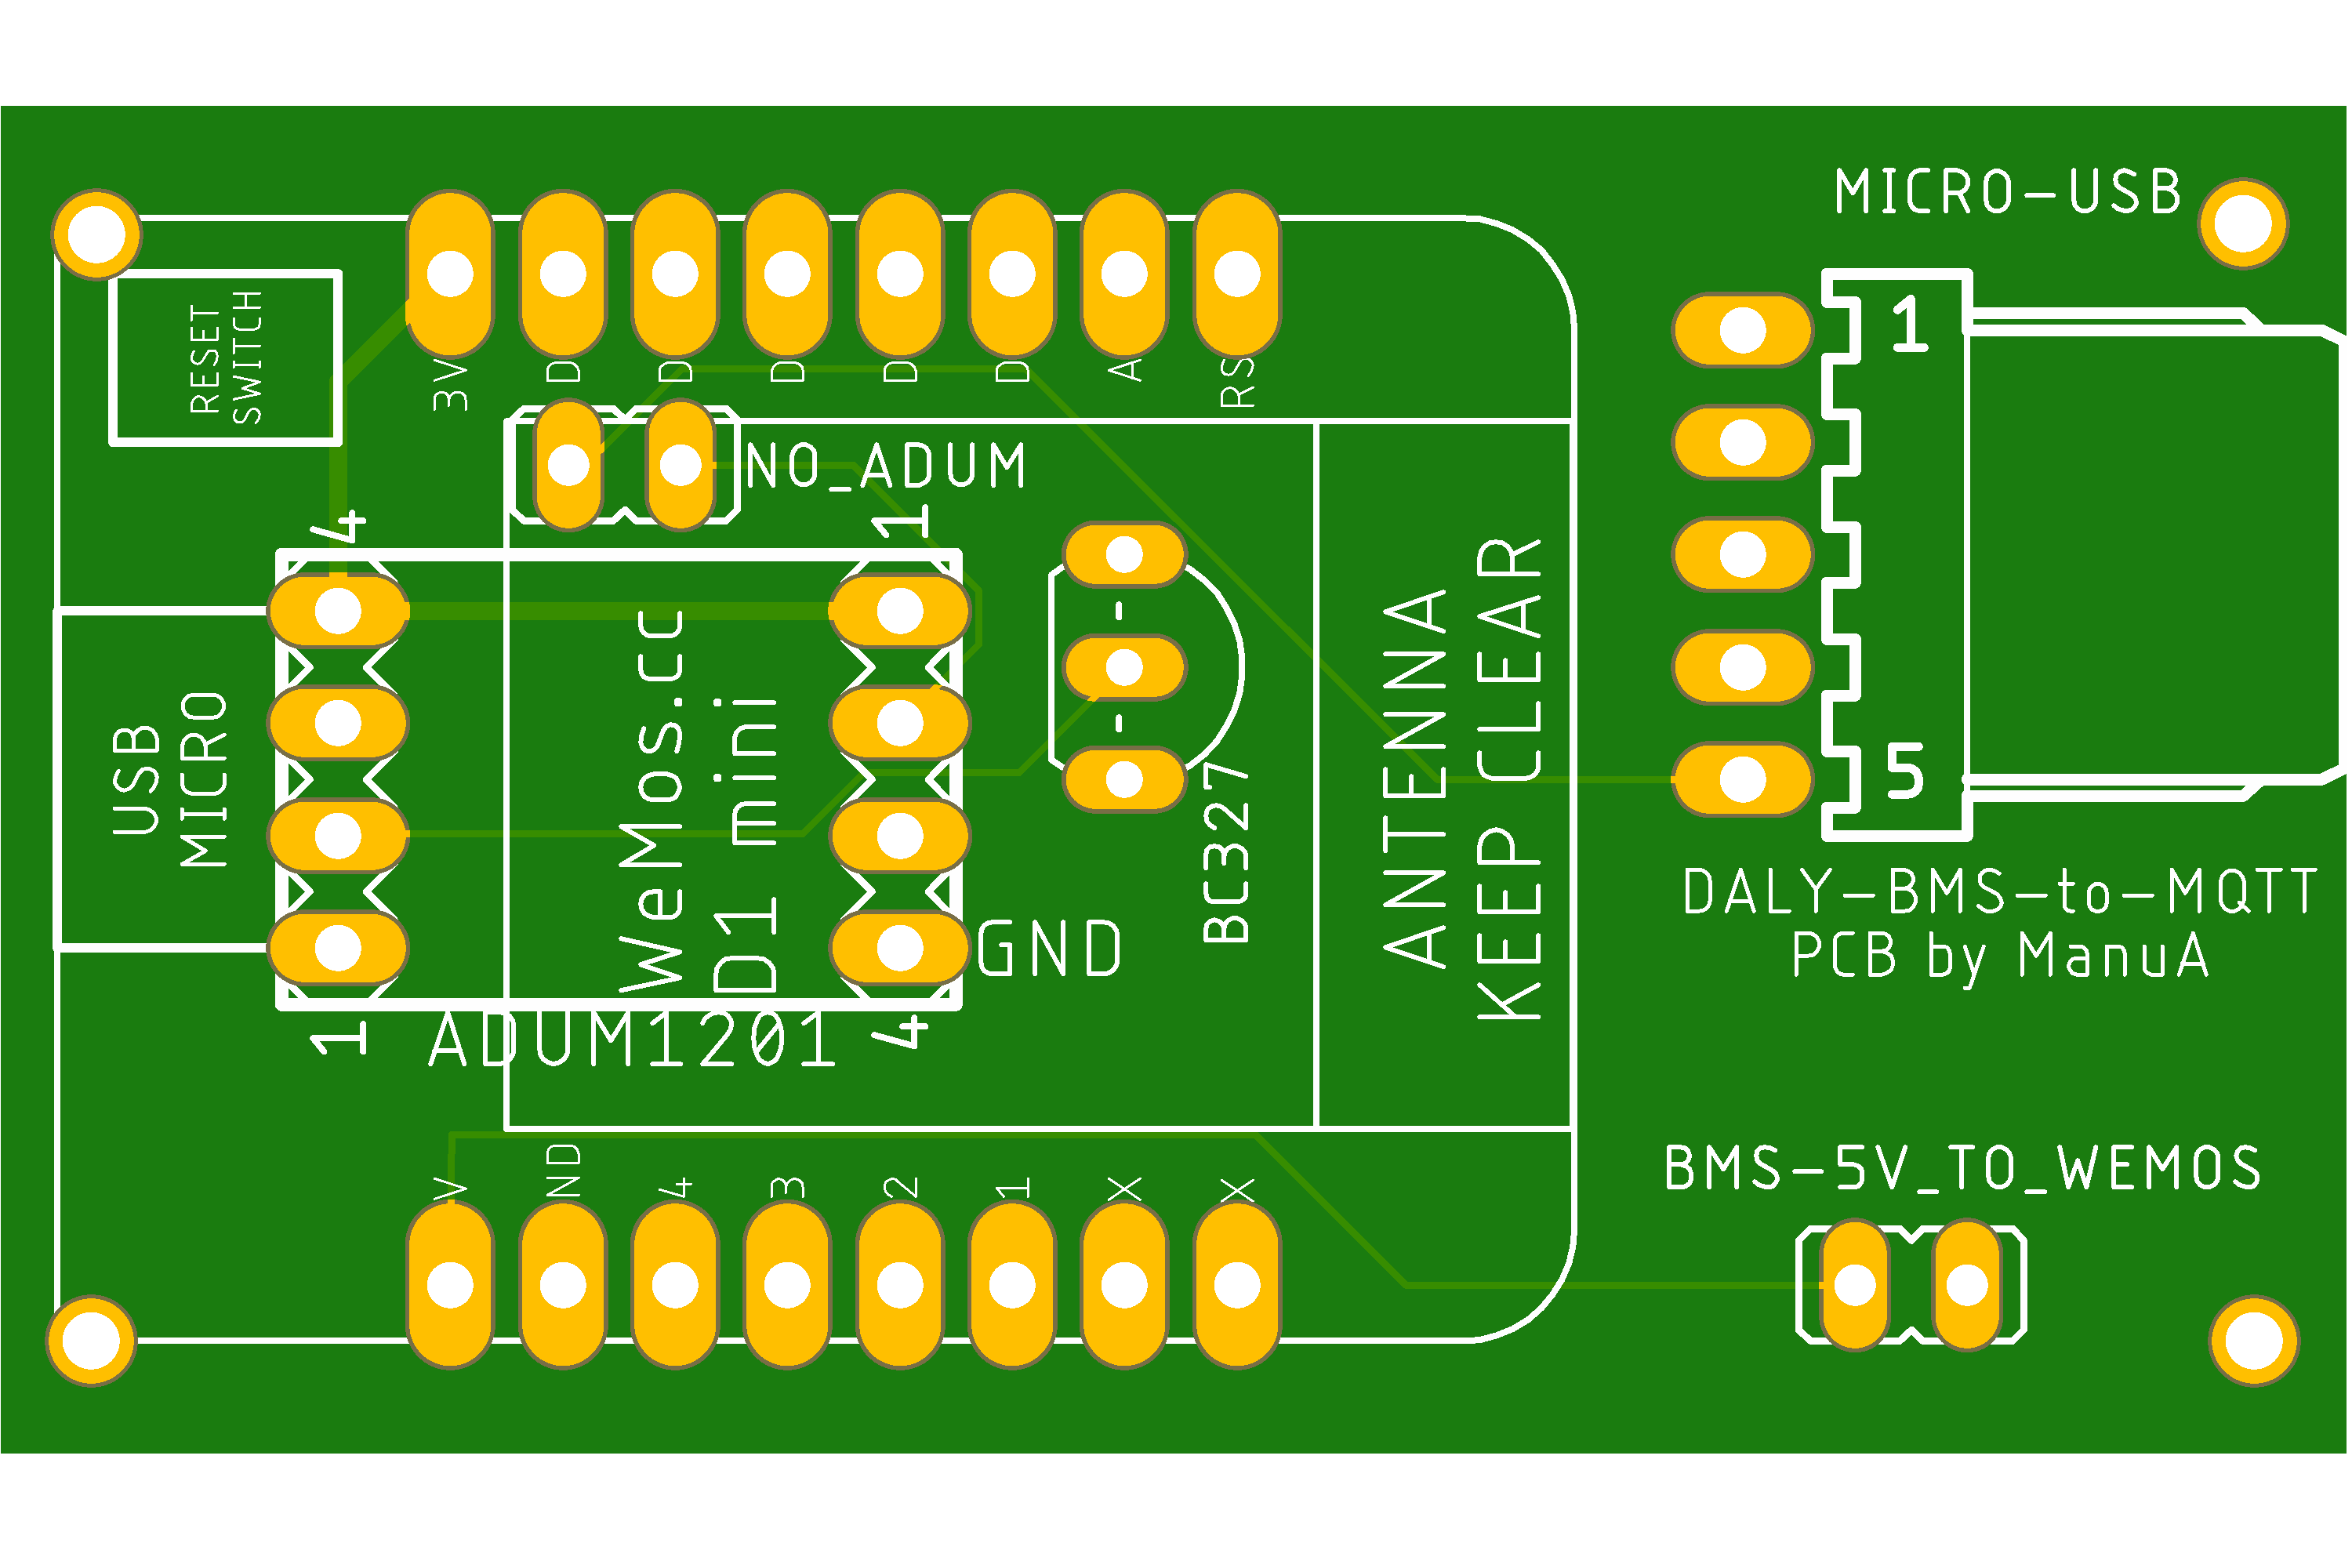 MICRO-USB
RESET
SWITCH
3V
D
D
D
D
D
A
RS
1
NO_ADUM
4
1
USB
MICRO
WeMos.cc
D1 mini
BC327
ANTENNA
KEEP CLEAR
5
DALY-BMS-to-MQTT
PCB by ManuA
GND
1
ADUM1201
4
V
ND
4
3
2
1
X
X
BMS-5V_TO_WEMOS